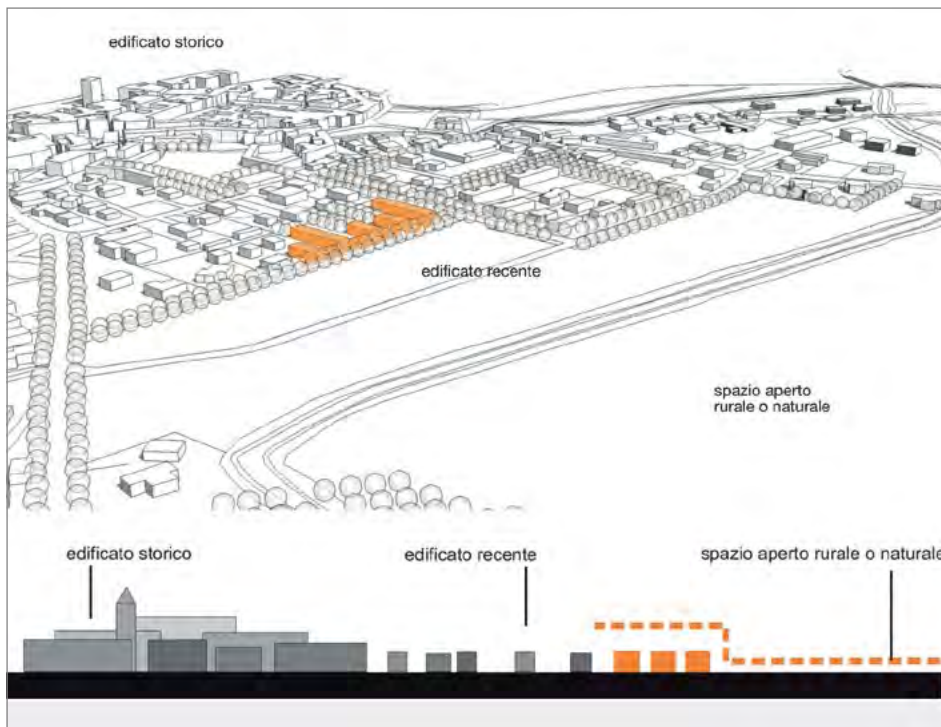 edificato storico
edificato recente
spazio aperto
rurale o naturale
edificato storico
edificato recente
spazio aperto rurale o naturale